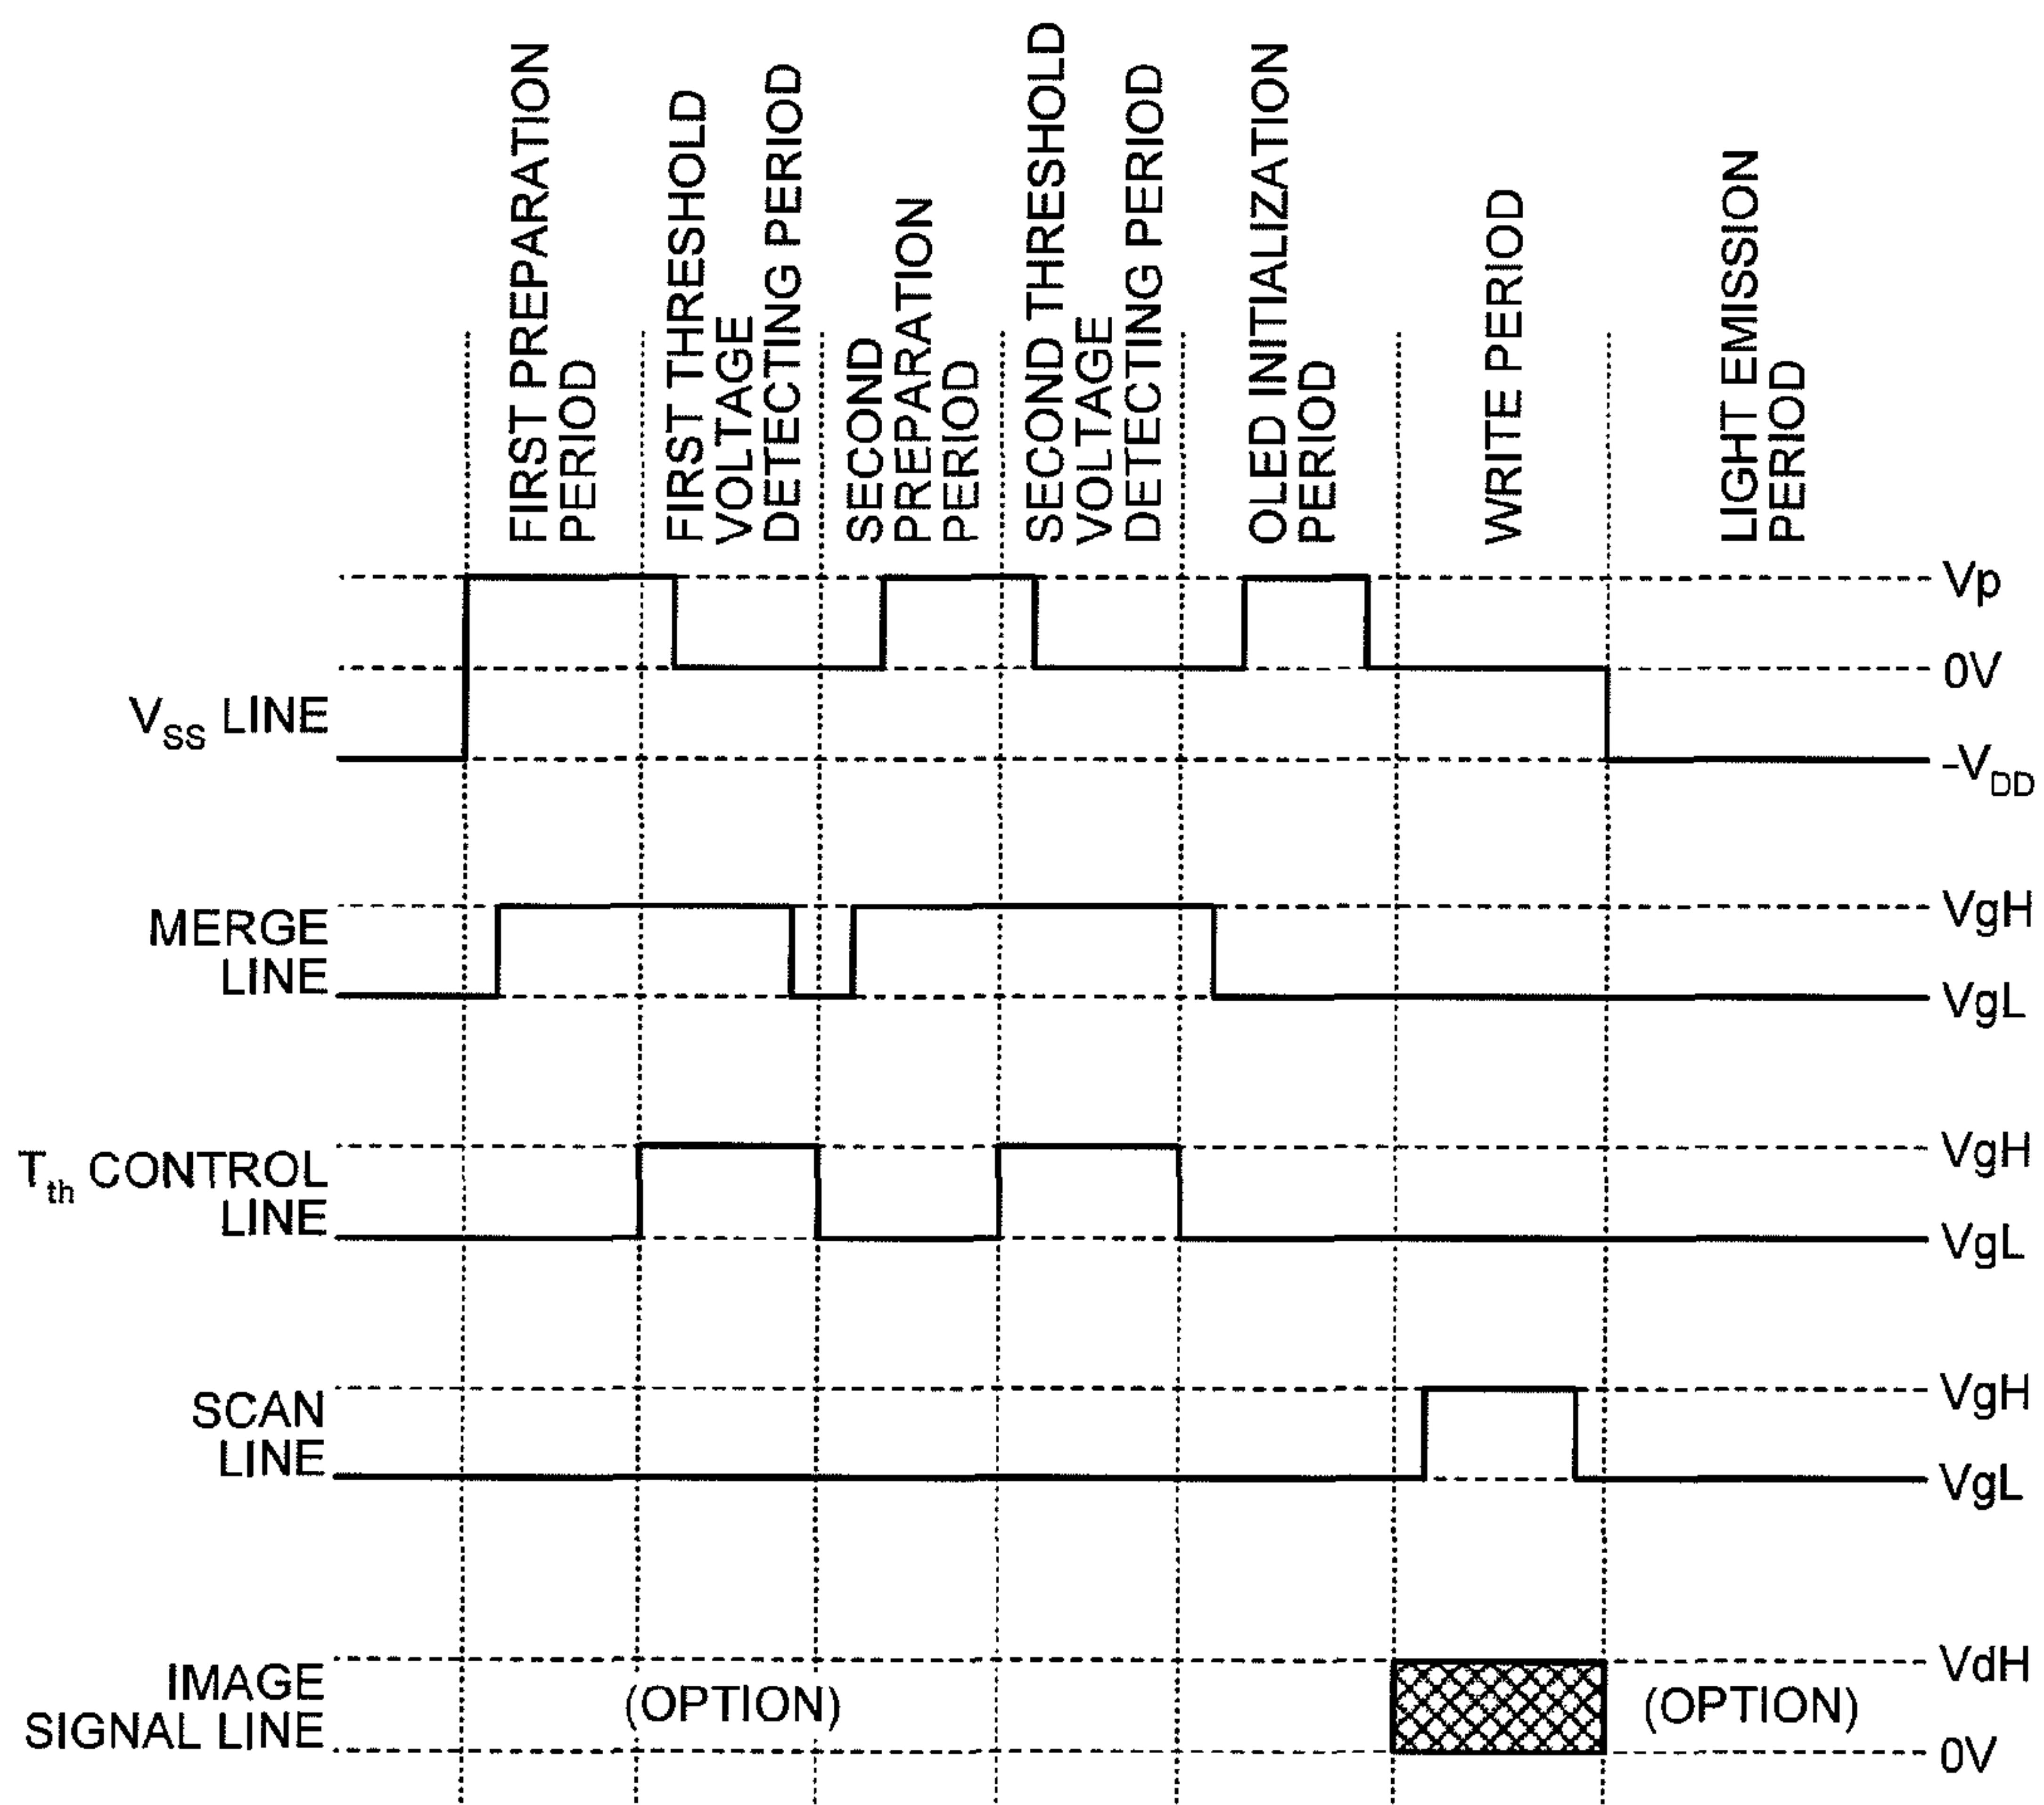 FIRST PREPARATION
PERIOD
FIRST THRESHOLD
VOLTAGE
DETECTING PERIOD
SECOND
PREPARATION
PERIOD
SECOND THRESHOLD
VOLTAGE
DETECTING PERIOD
OLED INITIALIZATION
PERIOD
WRITE PERIOD
LIGHT EMISSION
PERIOD
Vp
0V
VSS LINE
-VDD
MERGE
LINE
VgH
VgL
Tth CONTROL
LINE
VgH
VgL
SCAN
LINE
VgH
VgL
IMAGE
SIGNAL LINE
(OPTION)
(OPTION)
VdH
0V